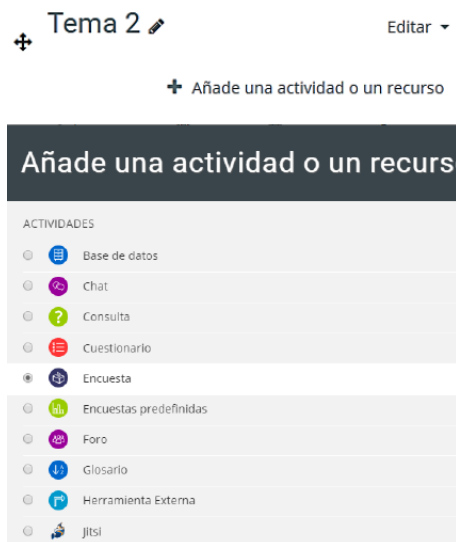 Tema 2
Editar
Añade una actividad o un recurso
Añade una actividad o un recurs
ACTIVIDADES
Base de datos
Chat
Consulta
Cuestionario
Encuesta
Encuestas predefinidas
Foro
Glosario
Herramienta Externa
Jitsi